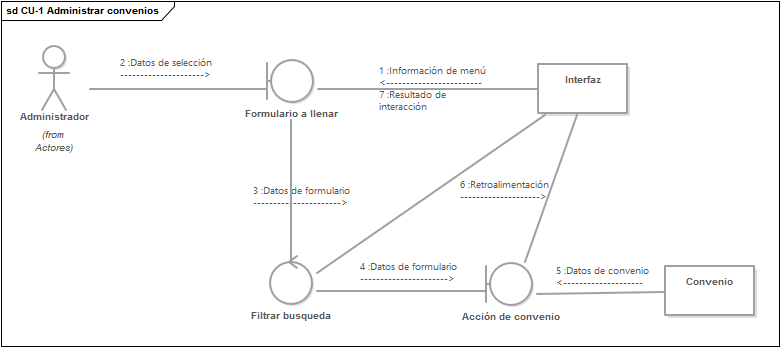 sd CU-1 Administrar convenios
2 :Datos de selección
1 :Información de menú
7 :Resultado de
interacción
Interfaz
Administrador
(from
Actores)
Formulario a llenar
3 :Datos de formulario
6 :Retroalimentación
4 :Datos de formulario
5 :Datos de convenio
Convenio
Filtrar busqueda
Acción de convenio